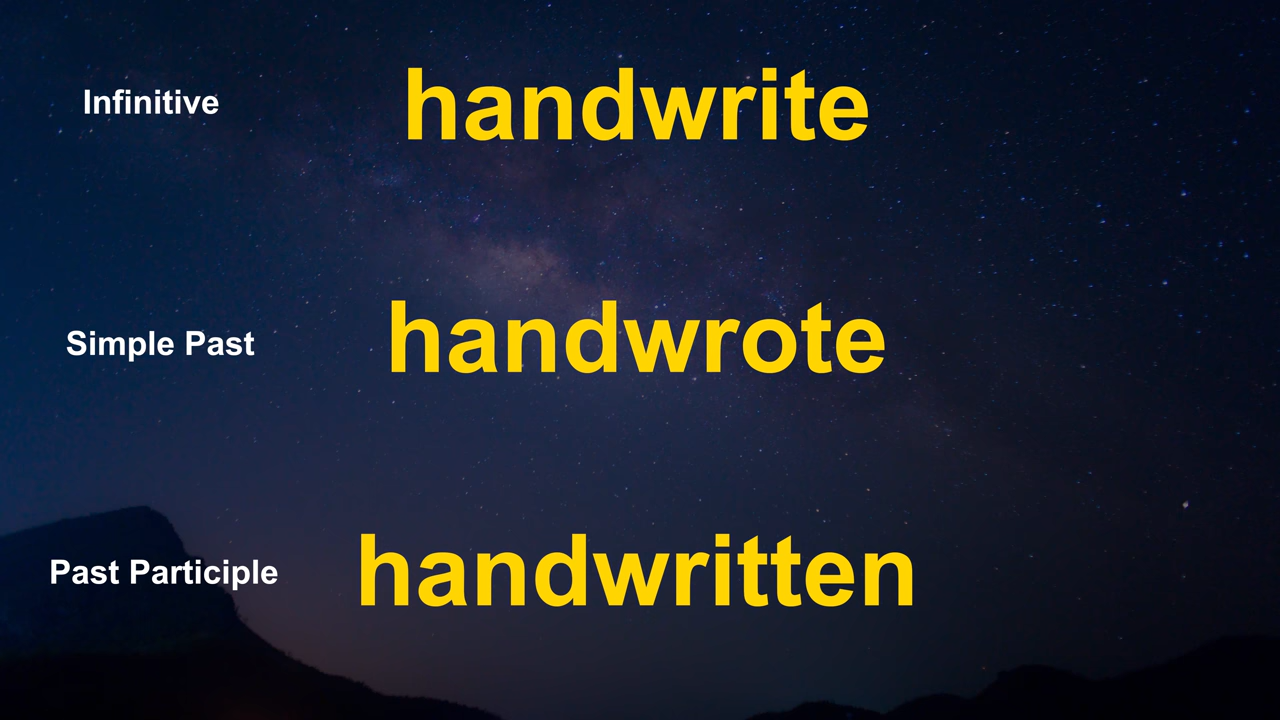 Infinitive
handwrite
Simple Past
handwrote
Past Participle
handwritten